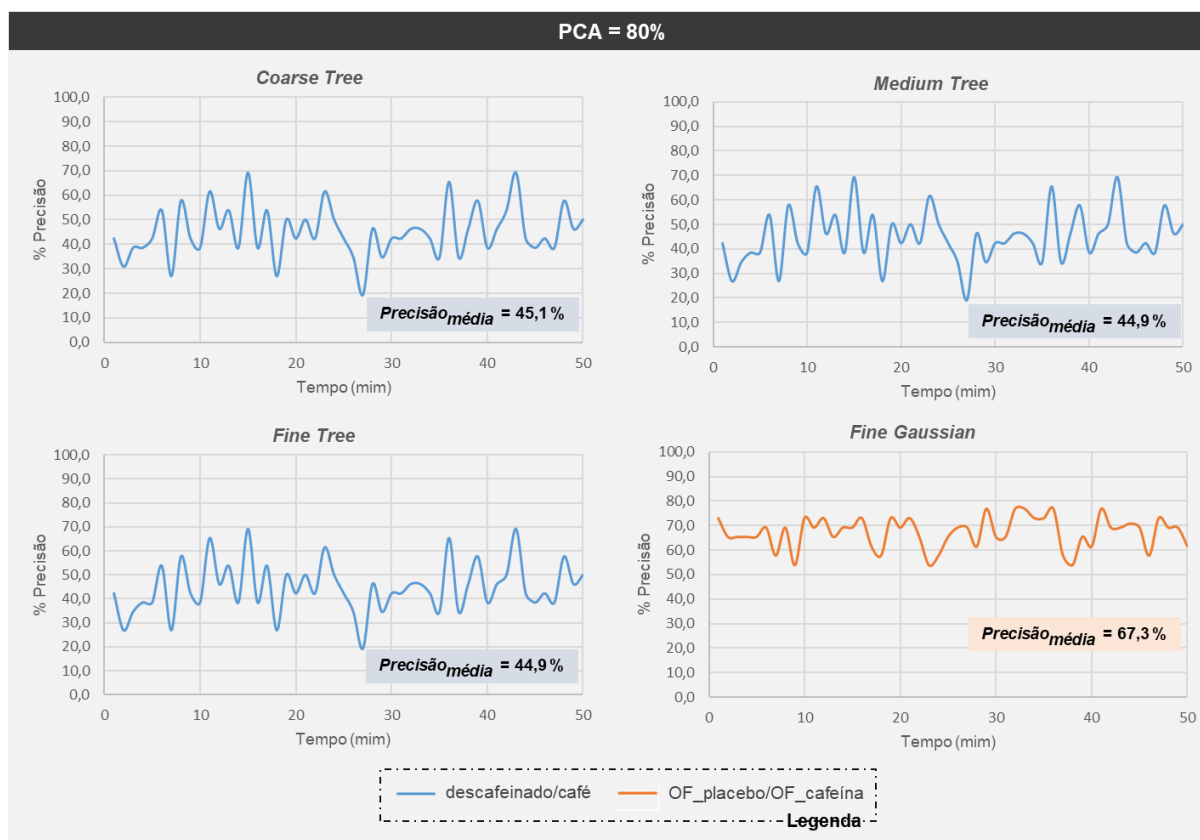 PCA = 80%
Coarse Tree
100,0
90,0
80,0
70,0
60,0
50,0
40,0
30,0
20,0
10,0
0,0
% Precisão
Precisão média = 45,1 %
0 10 20 30 40 50
Tempo (mim)
Medium Tree
100,0
90,0
80,0
70,0
60,0
50,0
40,0
30,0
20,0
10,0
0,0
% Precisão
Precisão média = 44,9 %
0 10 20 30 40 50
Tempo (mim)
Fine Tree
100,0
90,0
80,0
70,0
60,0
50,0
40,0
30,0
20,0
10,0
0,0
% Precisão
Precisão média = 44,9 %
0 10 20 30 40 50
Tempo (mim)
Fine Gaussian
100,0
90,0
80,0
70,0
60,0
50,0
40,0
30,0
20,0
10,0
0,0
% Precisão
Precisão média = 67,3 %
0 10 20 30 40 50
Tempo (mim)
descafeinado/café OF_placebo/OF_cafeína
Legenda